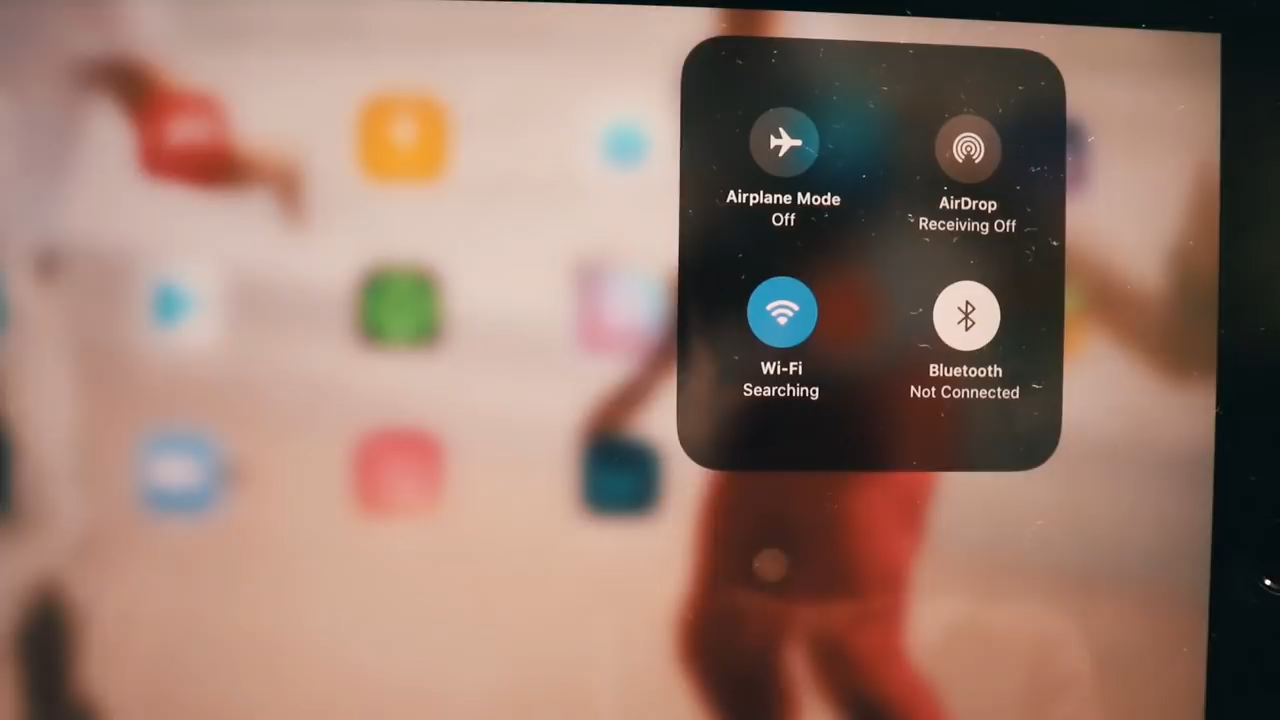 Airplane Mode
Off
AirDrop
Receiving Off
Wi-Fi
Searching
Bluetooth
Not Connected